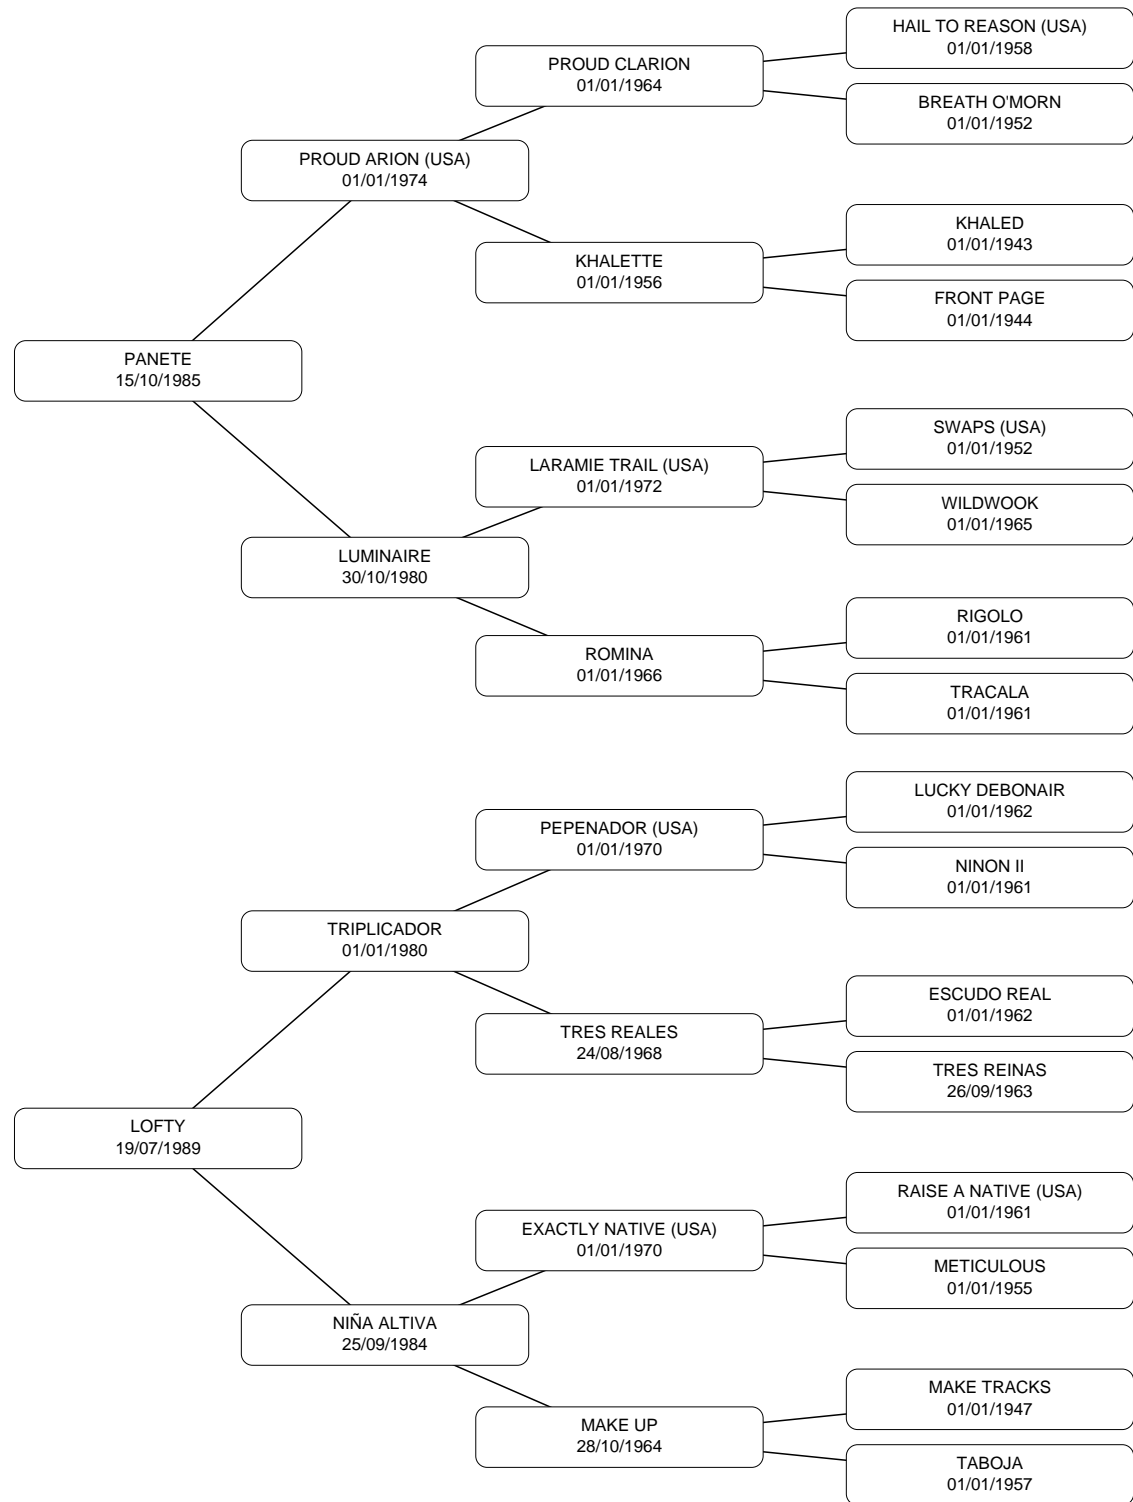 HAIL TO REASON (USA)
01/01/1958
PROUD CLARION
01/01/1964
BREATH O'MORN
01/01/1952
PROUD ARION (USA)
01/01/1974
KHALED
01/01/1943
KHALETTE
01/01/1956
FRONT PAGE
01/01/1944
PANETE
15/10/1985
SWAPS (USA)
01/01/1952
LARAMIE TRAIL (USA)
01/01/1972
WILDWOOK
01/01/1965
LUMINAIRE
30/10/1980
RIGOLO
01/01/1961
ROMINA
01/01/1966
TRACALA
01/01/1961
LUCKY DEBONAIR
01/01/1962
PEPENADOR (USA)
01/01/1970
NINON II
01/01/1961
TRIPLICADOR
01/01/1980
ESCUDO REAL
01/01/1962
TRES REALES
24/08/1968
TRES REINAS
26/09/1963
LOFTY
19/07/1989
RAISE A NATIVE (USA)
01/01/1961
EXACTLY NATIVE (USA)
01/01/1970
METICULOUS
01/01/1955
NIÑA ALTIVA
25/09/1984
MAKE TRACKS
01/01/1947
MAKE UP
28/10/1964
TABOJA
01/01/1957